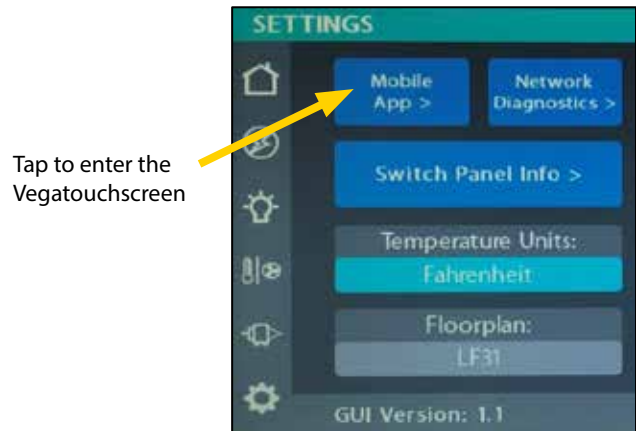 SETTINGS
Mobile
App >
Network
Diagnostics >
Tap to enter the
Vegatouchscreen
Switch Panel Info >
Temperature Units:
Fahrenheit
Floorplan:
LF31
GUI Version: 1.1